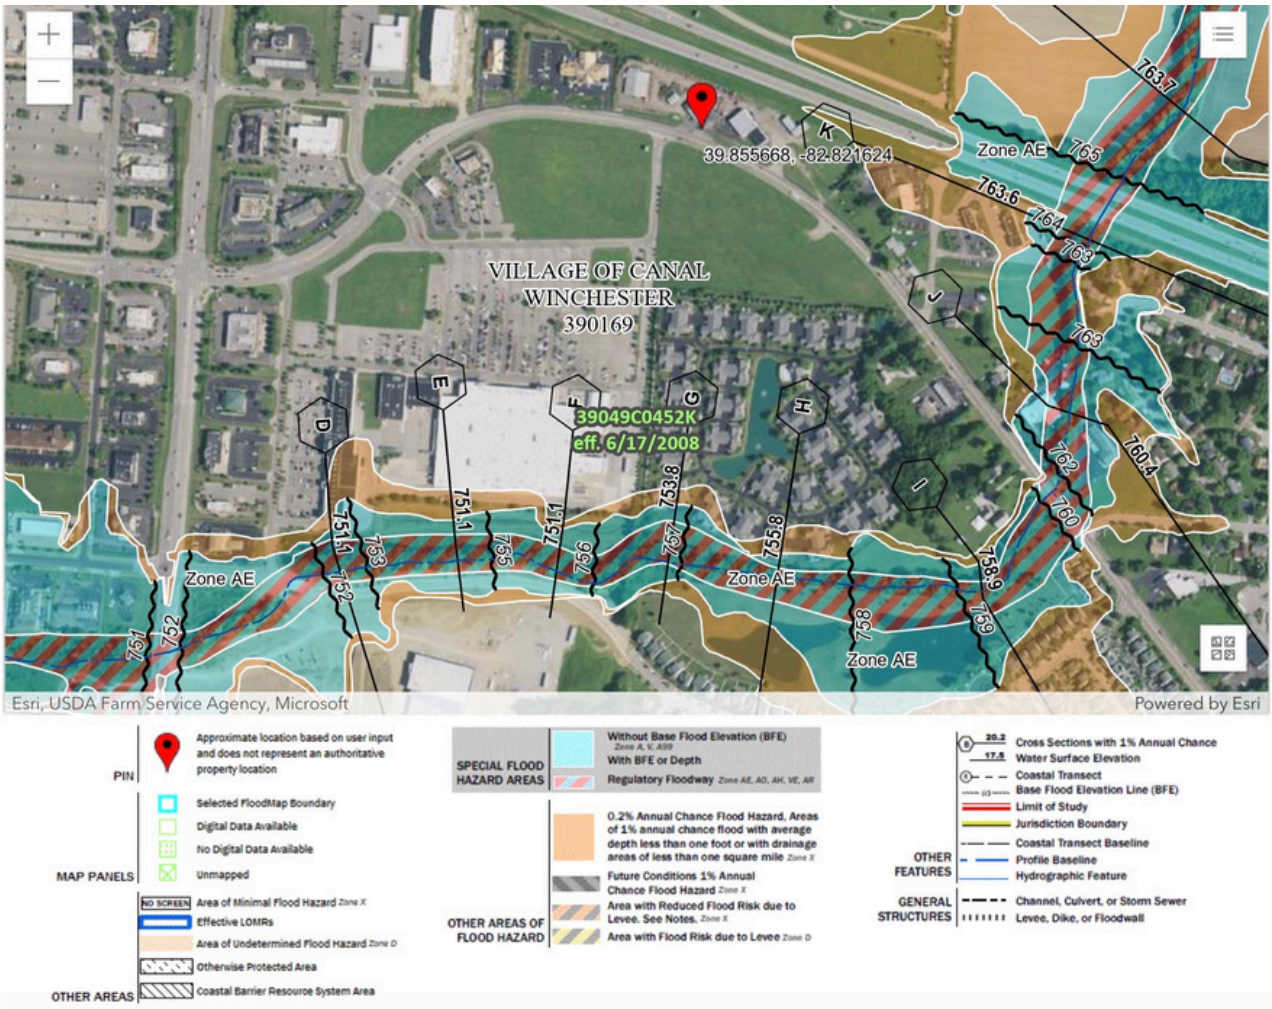 +
−
763.7
K
39.855668, -82.821624
Zone AE
765
763.6
764
763
VILLAGE OF CANAL
WINCHESTER
390169
J
763
E
F
G
H
D
39049C0452K
eff. 6/17/2008
762
760.4
I
753.8
751.1
751.1
751.1
755.8
760
753
755
756
757
758.9
Zone AE
Zone AE
752
751
752
758
759
Zone AE
Esri, USDA Farm Service Agency, Microsoft
Powered by Esri
PIN
Approximate location based on user input
and does not represent an authoritative
property location
MAP PANELS
Selected FloodMap Boundary
Digital Data Available
No Digital Data Available
Unmapped
OTHER AREAS
NO SCREEN Area of Minimal Flood Hazard Zone X
Effective LOMRs
Area of Undetermined Flood Hazard Zone D
Otherwise Protected Area
Coastal Barrier Resource System Area
SPECIAL FLOOD
HAZARD AREAS
Without Base Flood Elevation (BFE)
Zone A, V, A99
With BFE or Depth
Regulatory Floodway Zone AE, AO, AH, VE, AR
OTHER AREAS OF
FLOOD HAZARD
0.2% Annual Chance Flood Hazard, Areas
of 1% annual chance flood with average
depth less than one foot or with drainage
areas of less than one square mile Zone X
Future Conditions 1% Annual
Chance Flood Hazard Zone X
Area with Reduced Flood Risk due to
Levee. See Notes. Zone X
Area with Flood Risk due to Levee Zone D
OTHER
FEATURES
B 20.2 Cross Sections with 1% Annual Chance
17.5 Water Surface Elevation
Coastal Transect
Base Flood Elevation Line (BFE)
Limit of Study
Jurisdiction Boundary
Coastal Transect Baseline
Profile Baseline
Hydrographic Feature
GENERAL
STRUCTURES
Channel, Culvert, or Storm Sewer
Levee, Dike, or Floodwall